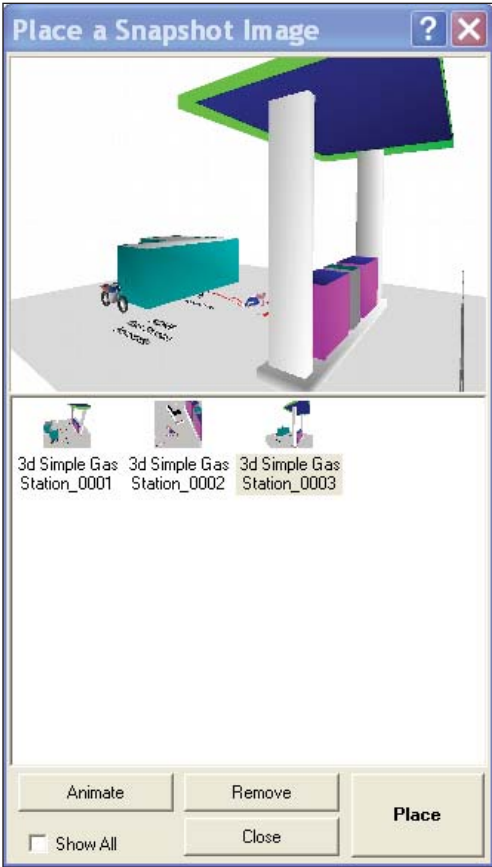 Place a Snapshot Image
3d Simple Gas
Station_0001
3d Simple Gas
Station_0002
3d Simple Gas
Station_0003
Animate
Remove
Place
Show All
Close